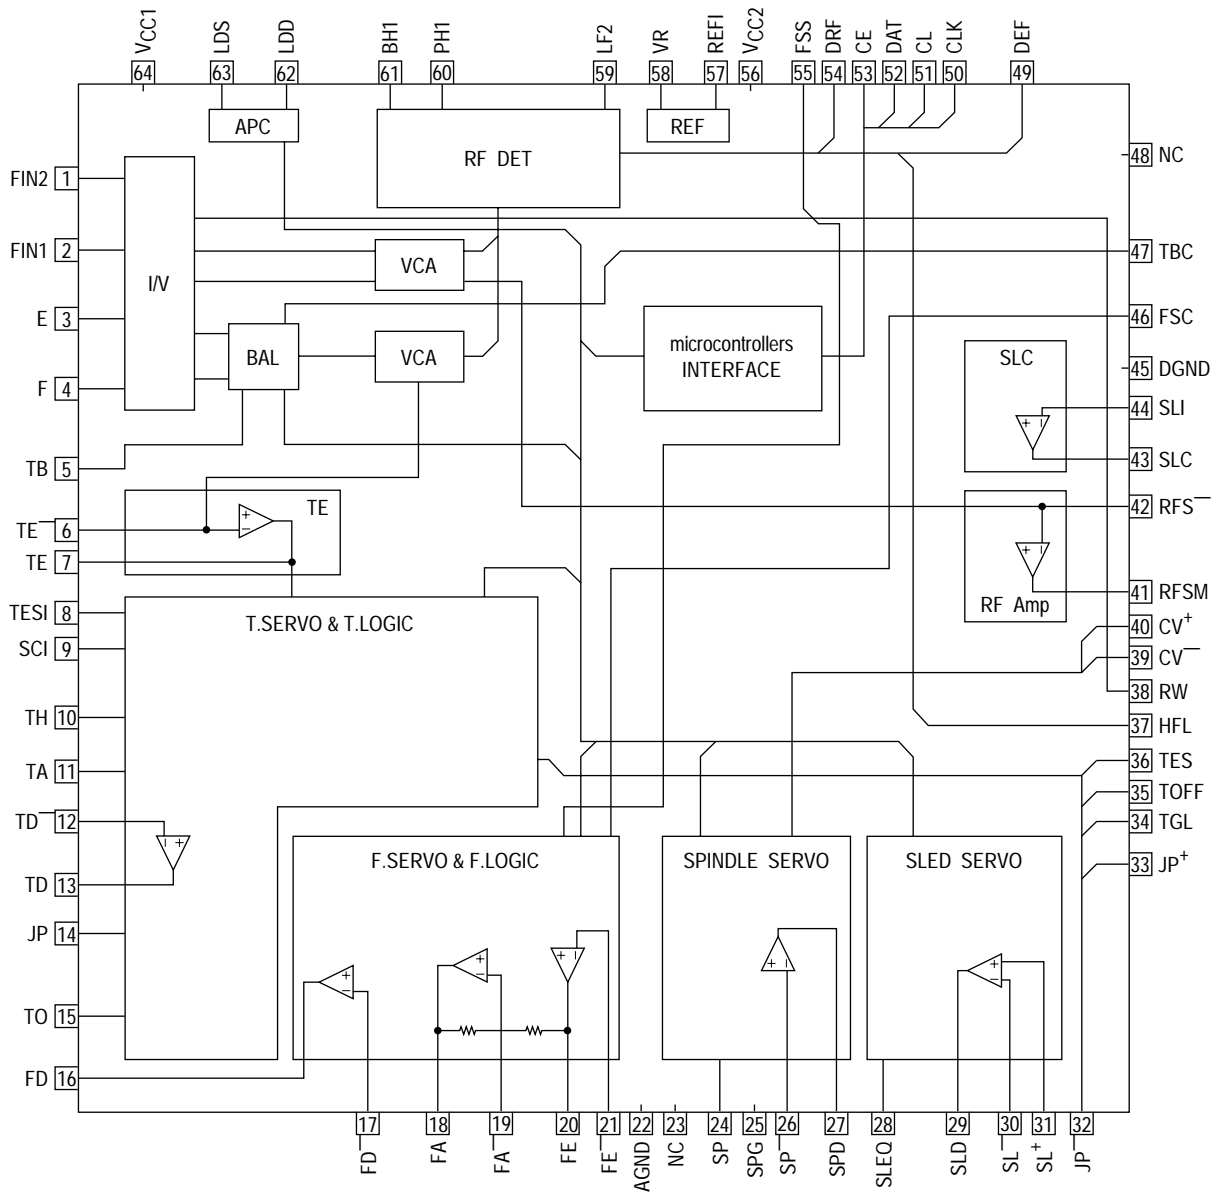 VCC1 LDS LDD BH1 PH1 LF2 VR REFI VCC2 FSS DRF CE DAT CL CLK DEF
64 63 62 61 60 59 58 57 56 55 54 53 52 51 50 49
APC
REF
RF DET
48 NC
FIN2 1
FIN1 2
47 TBC
VCA
I/V
E 3
46 FSC
microcontrollers
INTERFACE
BAL
VCA
SLC
45 DGND
F 4
44 SLI
+ −
TB 5
43 SLC
TE
42 RFS−
TE− 6
+
−
TE 7
+ −
41 RFSM
RF Amp
TESI 8
T.SERVO & T.LOGIC
40 CV+
SCI 9
39 CV−
38 RW
TH 10
37 HFL
TA 11
36 TES
35 TOFF
TD− 12
34 TGL
− +
F.SERVO & F.LOGIC
SPINDLE SERVO
SLED SERVO
33 JP+
TD 13
JP 14
+ −
+
−
+ −
+
−
+
−
TO 15
FD 16
17 18 19 20 21 22 23 24 25 26 27 28 29 30 31 32
FD− FA FA− FE FE− AGND NC SP SPG SP− SPD SLEQ SLD SL− SL+ JP−